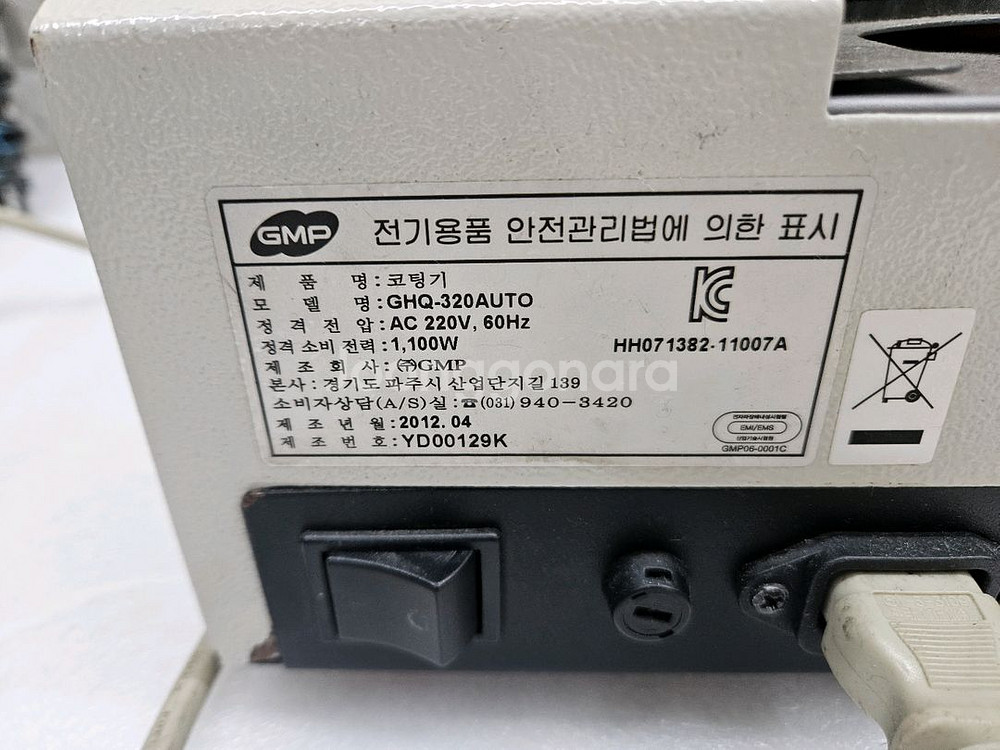 GMP 전기용품 안전관리법에 의한 표시
제 품 명 : 코팅기
모 델 명 : GHQ-320AUTO
정 격 전 압 : AC 220V, 60Hz
정격 소비 전력 : 1,100W
HH071382-11007A
제 조 회 사 : ㈜GMP
본사 : 경기도 파주시 산업단지길 139
소비자상담(A/S)실 : ☎(031) 940-3420
제 조 년 월 : 2012. 04
제 조 번 호 : YD00129K
EMI/EMS
GMP06-0001C